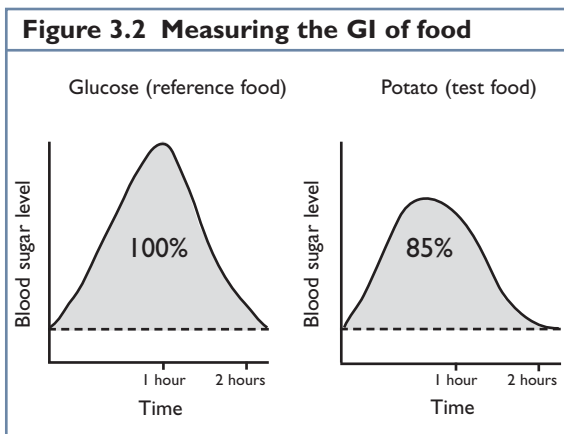 Figure 3.2 Measuring the GI of food
Glucose (reference food)
Blood sugar level
100%
1 hour
2 hours
Time
Potato (test food)
Blood sugar level
85%
1 hour
2 hours
Time